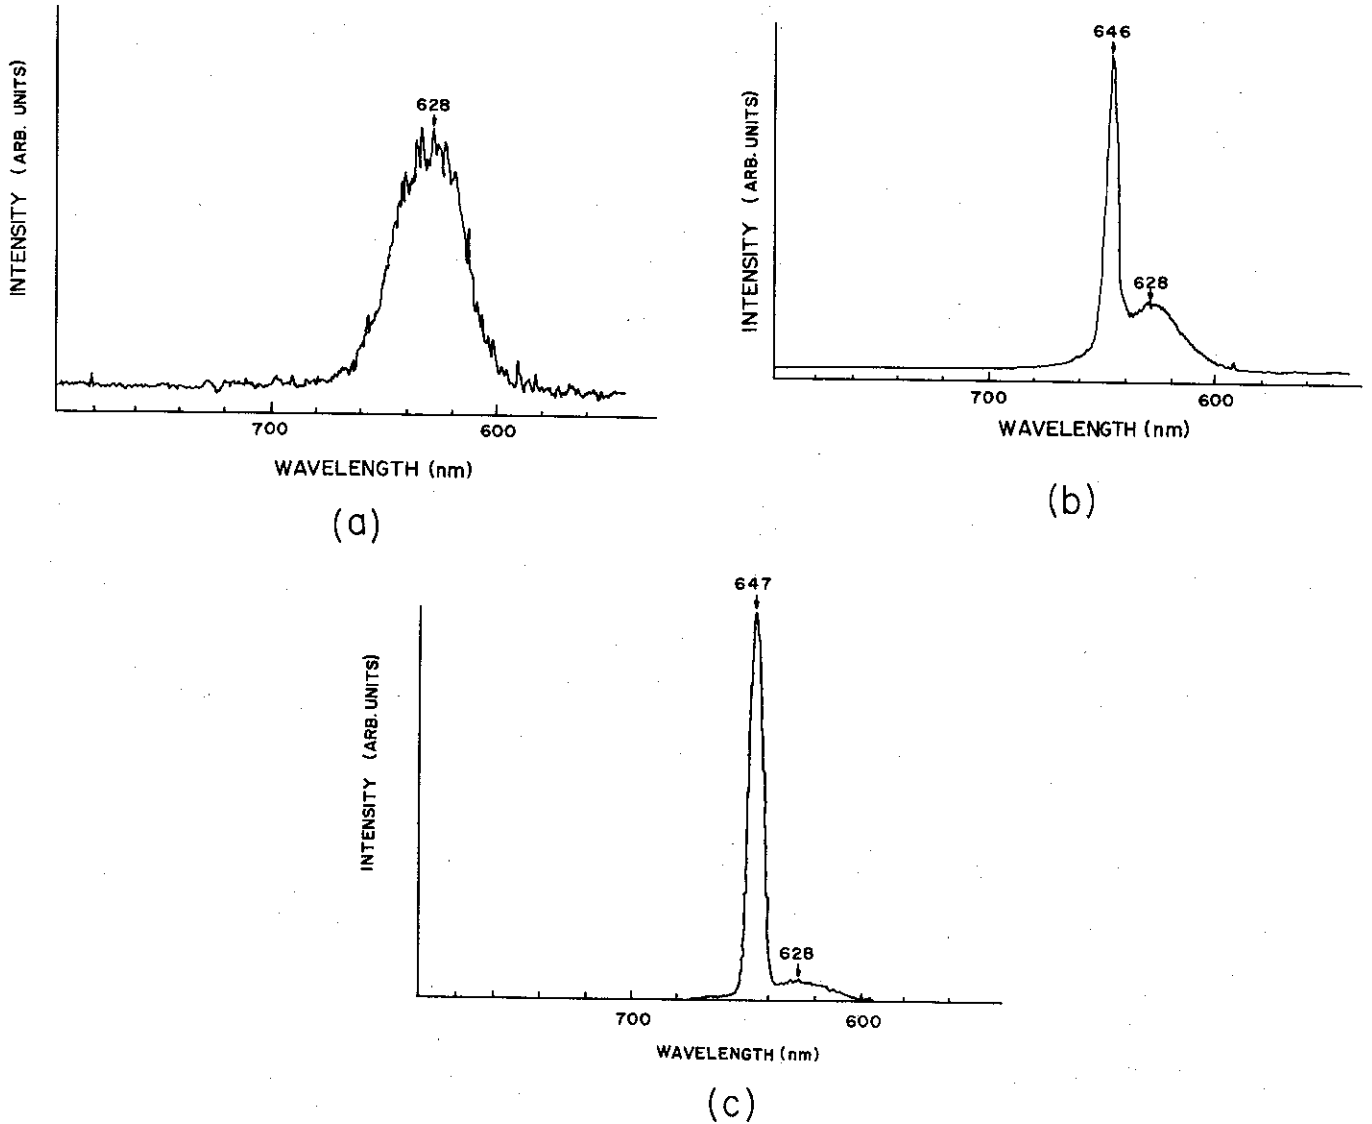 628
INTENSITY (ARB. UNITS)
700 600
WAVELENGTH (nm)
(a)
646
628
INTENSITY (ARB. UNITS)
700 600
WAVELENGTH (nm)
(b)
647
628
INTENSITY (ARB. UNITS)
700 600
WAVELENGTH (nm)
(c)